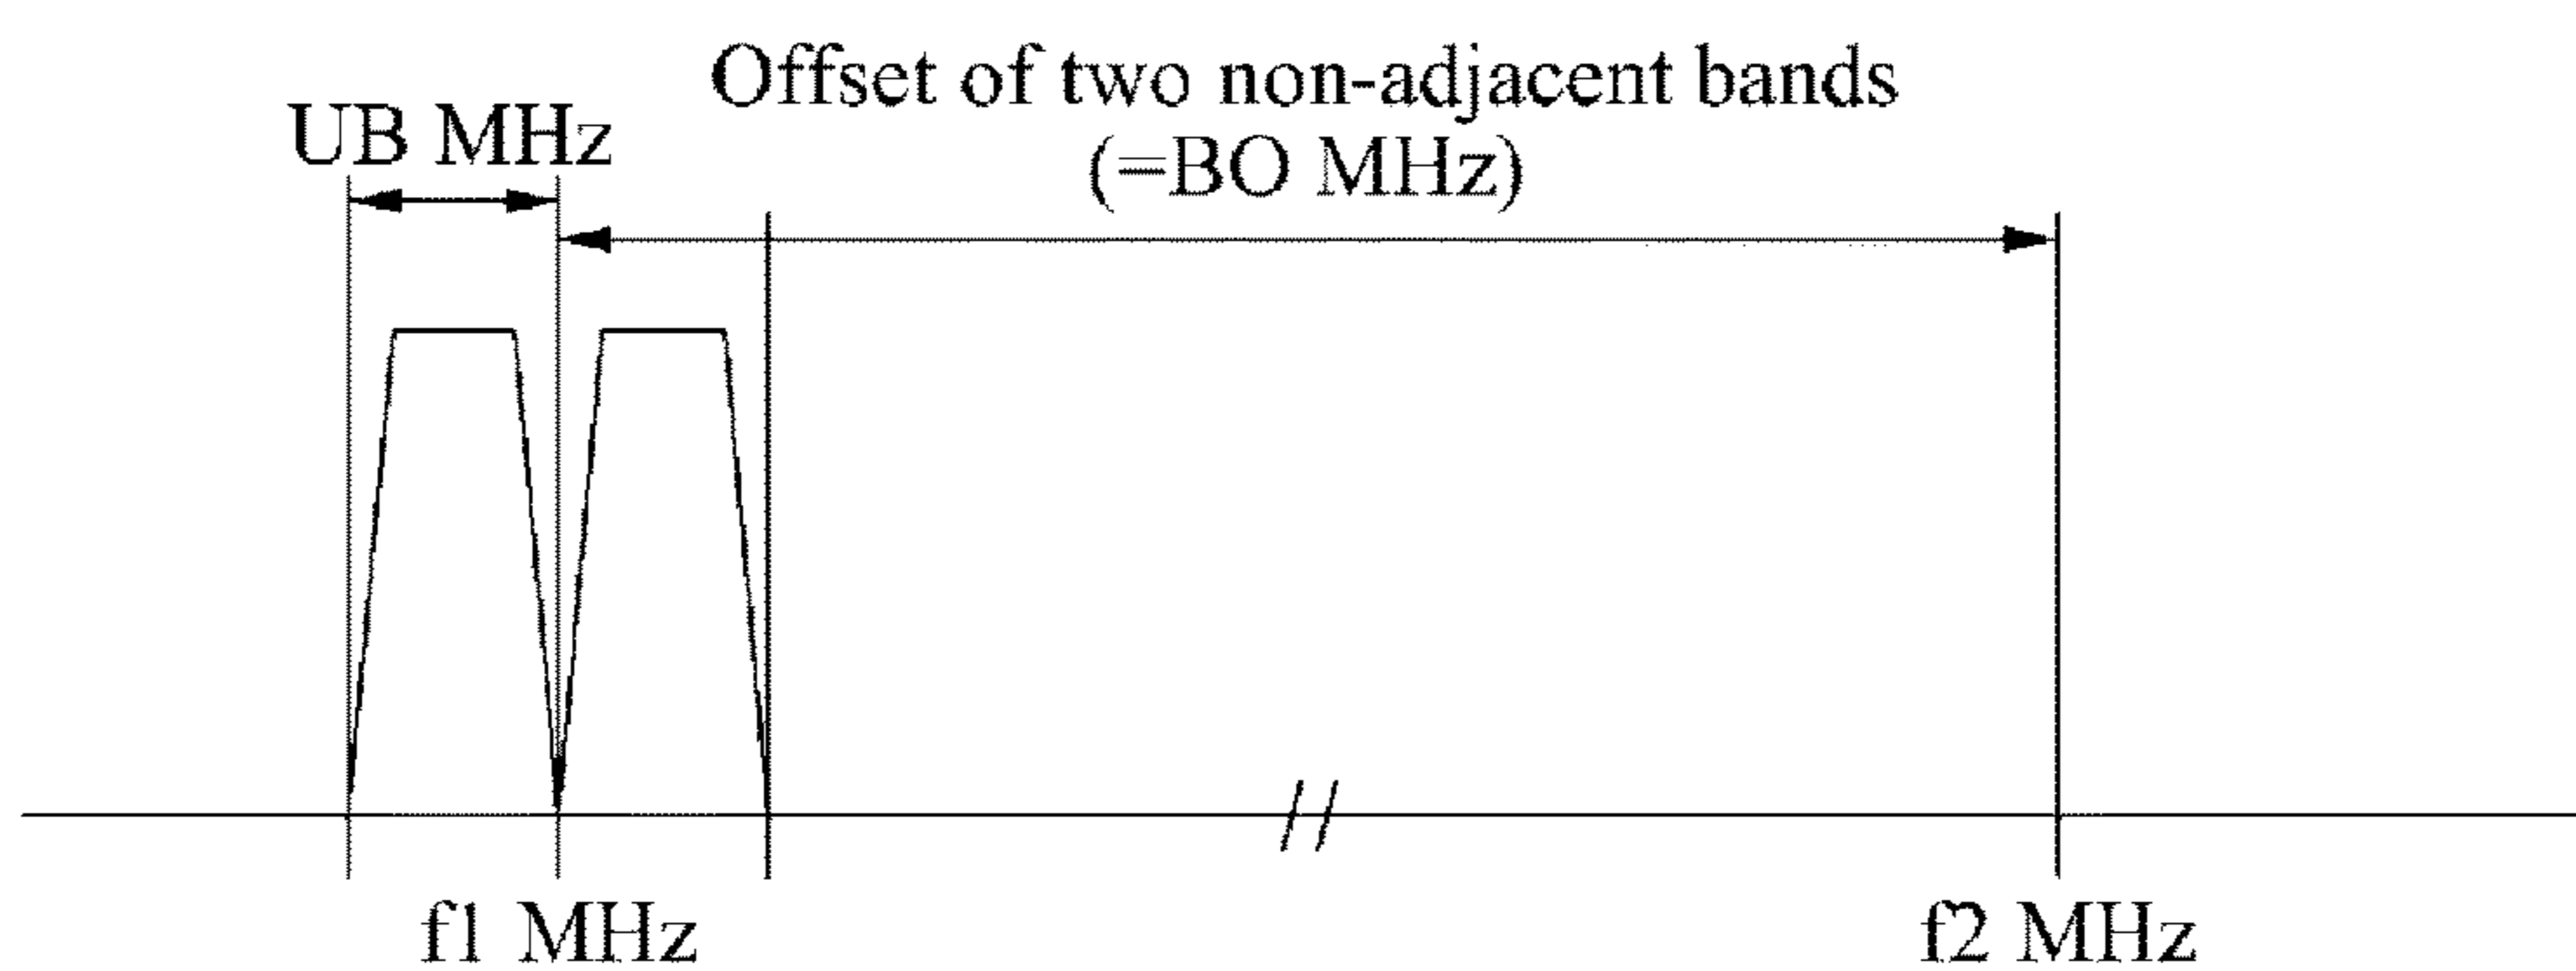 Offset of two non-adjacent bands
(=BO MHz)
UB MHz
f1 MHz
f2 MHz